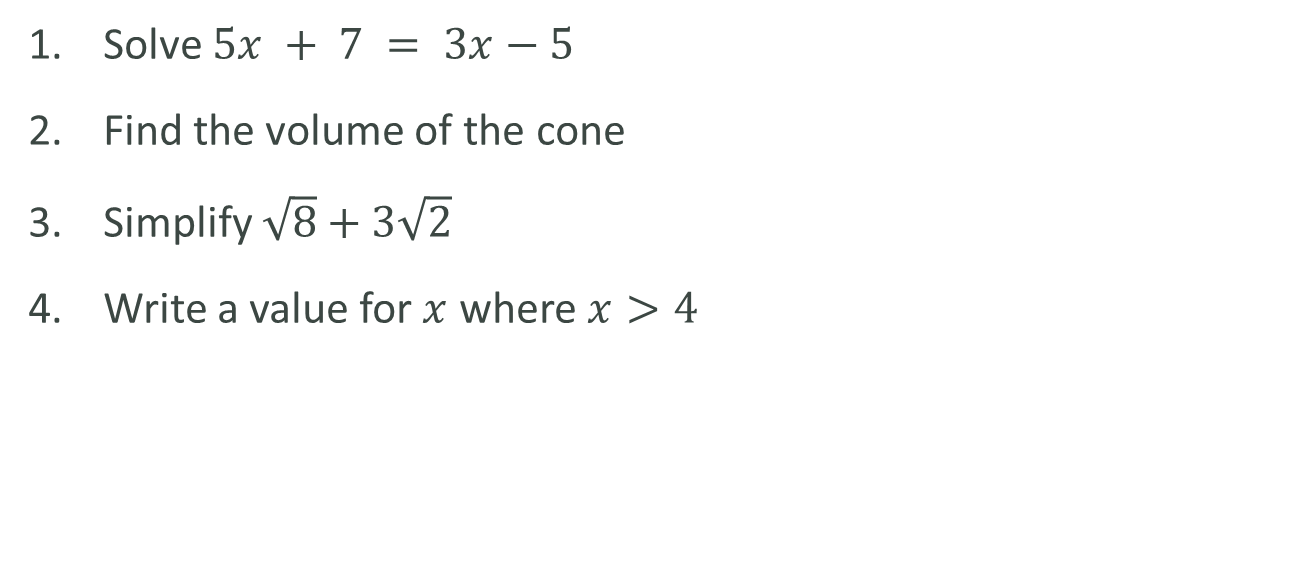 1. Solve 5x + 7 = 3x – 5
2. Find the volume of the cone
3. Simplify √8 + 3√2
4. Write a value for x where x > 4